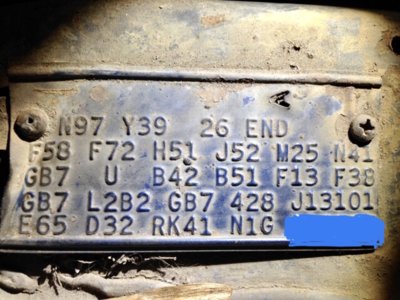 N97 Y39 26 END
F58 F72 H51 J52 M25 N41
GB7 U B42 B51 F13 F38
GB7 L2B2 GB7 428 J13101
E65 D32 RK41 N1G